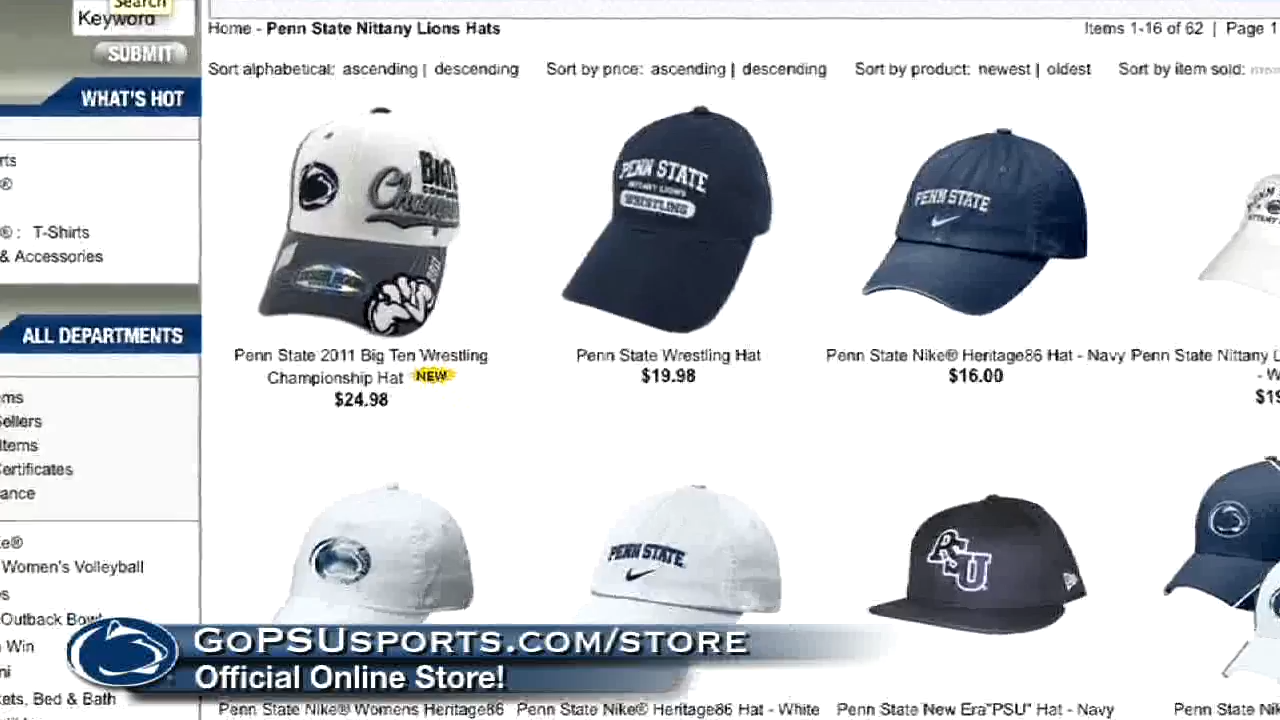 Search
Keyword
SUBMIT
Home - Penn State Nittany Lions Hats
Items 1-16 of 62 | Page 1
Sort alphabetical: ascending | descending
Sort by price: ascending | descending
Sort by product: newest | oldest
Sort by item sold:
WHAT'S HOT
rts
®
® : T-Shirts
& Accessories
ALL DEPARTMENTS
ms
Sellers
Items
Certificates
ance
ke®
Women's Volleyball
s
Outback Bowl
Win
ni
ets, Bed & Bath
BIG
PENN STATE
NITTANY LIONS
WRESTLING
PENN STATE
Penn State 2011 Big Ten Wrestling
Championship Hat NEW
$24.98
Penn State Wrestling Hat
$19.98
Penn State Nike® Heritage86 Hat - Navy
$16.00
Penn State Nittany L
- W
$19
PENN STATE
PSU
GoPSUsports.com/store
Official Online Store!
Penn State Nike® Womens Heritage86
Penn State Nike® Heritage86 Hat - White
Penn State New Era"PSU" Hat - Navy
Penn State Nik